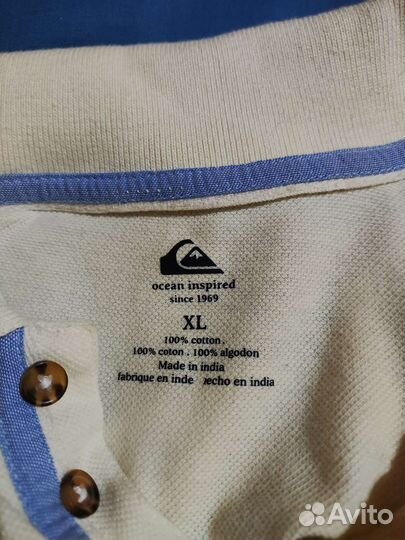 ocean inspired
since 1969
XL
100% cotton.
100% coton . 100% algodon
Made in india
fabrique en inde   echo en india
Avito